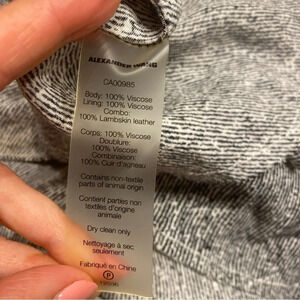 ALEXANDER WANG
CA00985
Body: 100% Viscose
Lining: 100% Viscose
Combo:
100% Lambskin leather
Corps: 100% Viscose
Doublure:
100% Viscose
Combinaison:
100% Cuir d'agneau
Contains non-textile
parts of animal origin
Contient parties non
textiles d'origine
animale
Dry clean only
Nettoyage à sec
seulement
Fabriqué en Chine
P